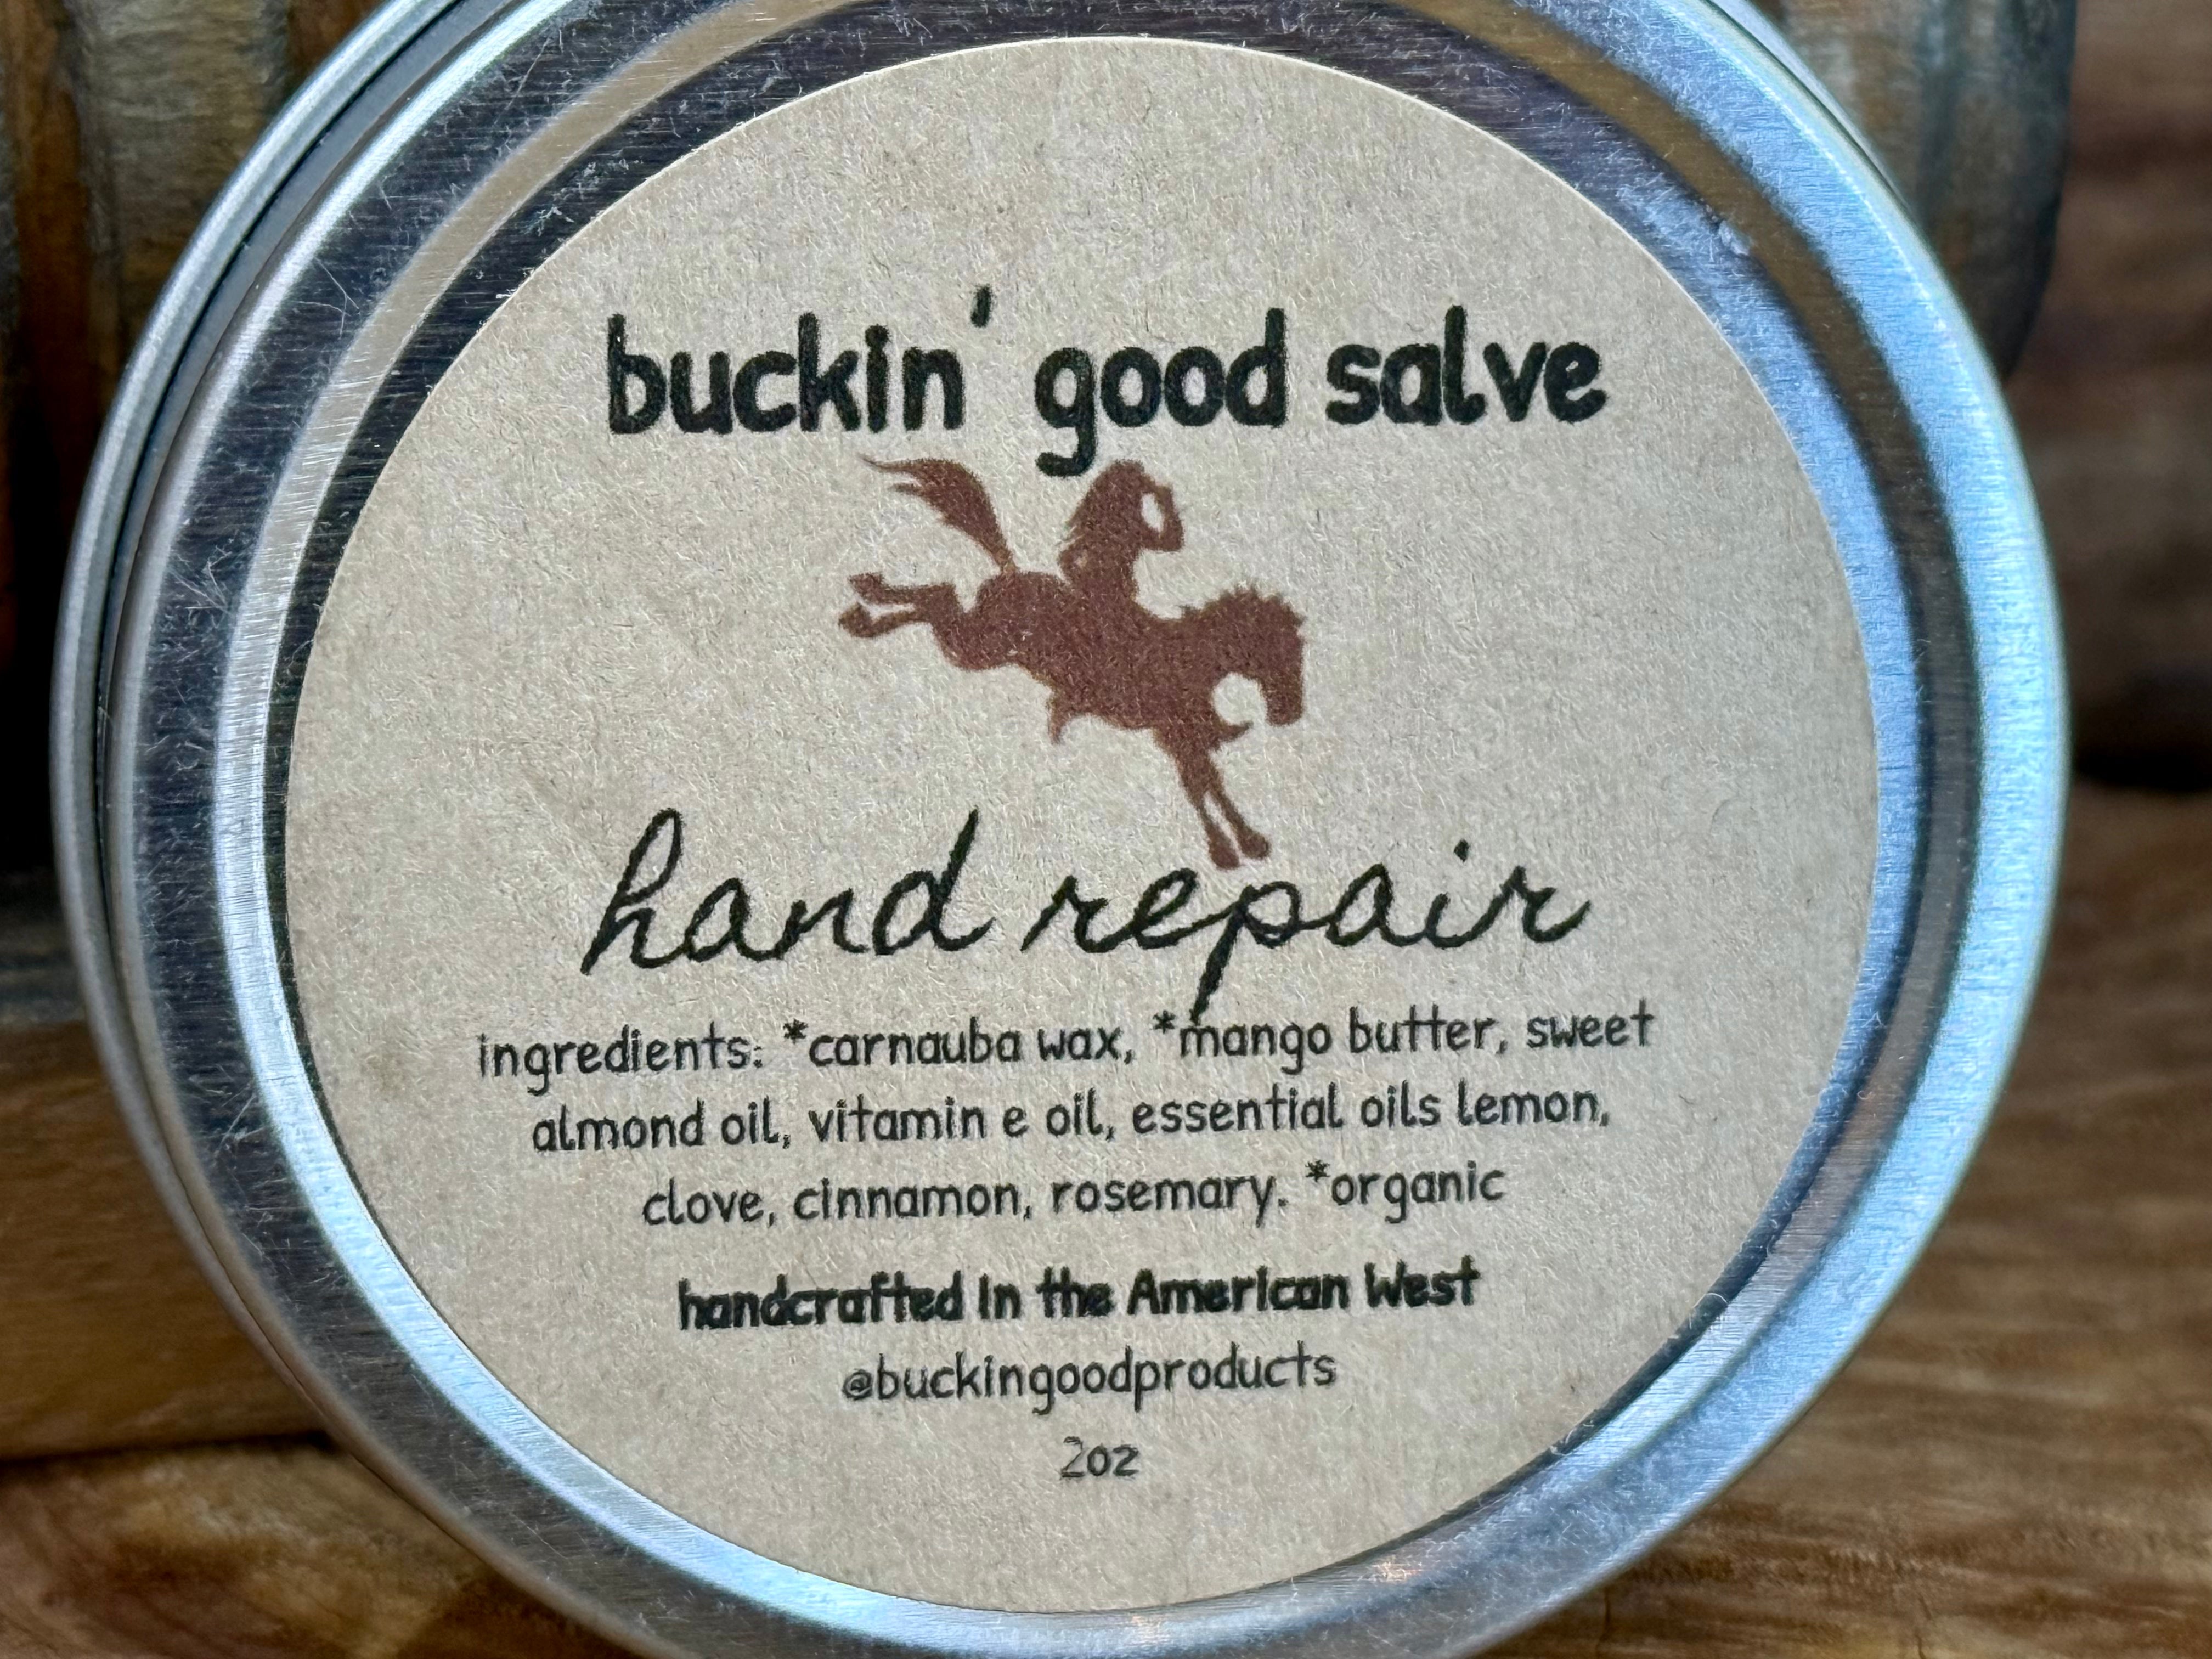 buckin' good salve
hand repair
ingredients: *carnauba wax, *mango butter, sweet
almond oil, vitamin e oil, essential oils lemon,
clove, cinnamon, rosemary. *organic
handcrafted in the American West
@buckingoodproducts
2oz